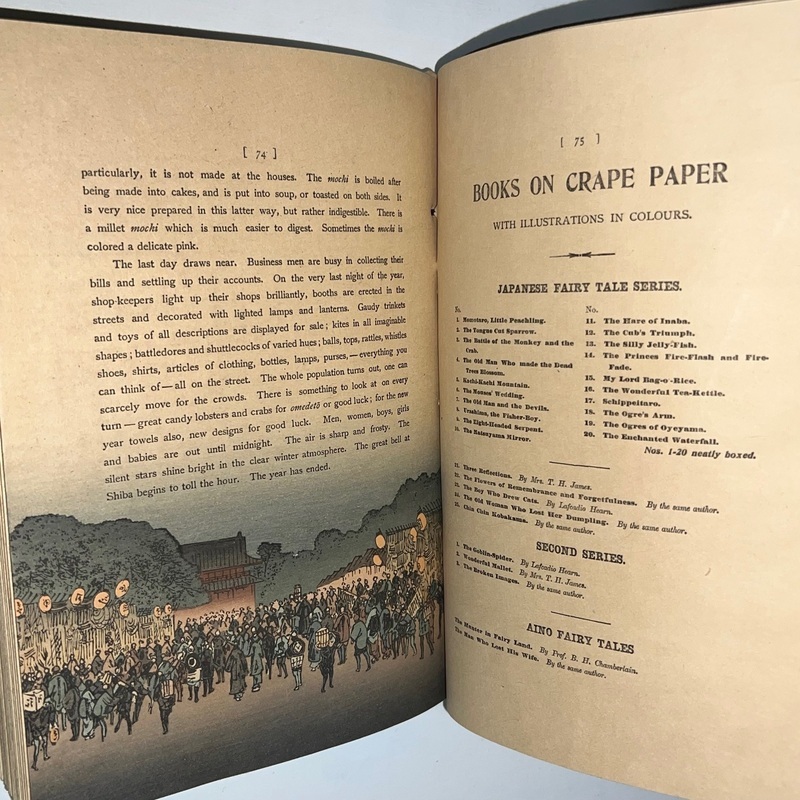 [ 74 ]
particularly, it is not made at the houses. The mochi is boiled after
being made into cakes, and is put into soup, or toasted on both sides. It
is very nice prepared in this latter way, but rather indigestible. There is
a millet mochi which is much easier to digest. Sometimes the mochi is
colored a delicate pink.
The last day draws near. Business men are busy in collecting their
bills and settling up their accounts. On the very last night of the year,
shop-keepers light up their shops brilliantly, booths are erected in the
streets and decorated with lighted lamps and lanterns. Gaudy trinkets
and toys of all descriptions are displayed for sale; kites in all imaginable
shapes; battledores and shuttlecocks of varied hues; balls, tops, rattles, whistles
shoes, shirts, articles of clothing, bottles, lamps, purses,—everything you
can think of—all on the street. The whole population turns out, one can
scarcely move for the crowds. There is something to look at on every
turn—great candy lobsters and crabs for omedetō or good luck; for the new
year towels also, new designs for good luck. Men, women, boys, girls
and babies are out until midnight. The air is sharp and frosty. The
silent stars shine bright in the clear winter atmosphere. The great bell at
Shiba begins to toll the hour. The year has ended.
[ 75 ]
BOOKS ON CRAPE PAPER
WITH ILLUSTRATIONS IN COLOURS.
JAPANESE FAIRY TALE SERIES.
No.
1. Momotaro, Little Peachling.
2. The Tongue Cut Sparrow.
3. The Battle of the Monkey and the
Crab.
4. The Old Man Who made the Dead
Trees Blossom.
5. Kachi-Kachi Mountain.
6. The Mouses' Wedding.
7. The Old Man and the Devils.
8. Urashima, the Fisher-Boy.
9. The Eight-Headed Serpent.
10. The Matsuyama Mirror.
No.
11. The Hare of Inaba.
12. The Cub's Triumph.
13. The Silly Jelly-Fish.
14. The Princes Fire-Flash and Fire-
Fade.
15. My Lord Bag-o'-Rice.
16. The Wonderful Tea-Kettle.
17. Schippeitaro.
18. The Ogre's Arm.
19. The Ogres of Oyeyama.
20. The Enchanted Waterfall.
Nos. 1-20 neatly boxed.
21. Three Reflections. By Mrs. T. H. James.
22. The Flowers of Remembrance and Forgetfulness. By the same author.
23. The Boy Who Drew Cats. By Lafcadio Hearn.
24. The Old Woman Who Lost Her Dumpling. By the same author.
25. Chin Chin Kobakama. By the same author.
SECOND SERIES.
1. The Goblin-Spider. By Lafcadio Hearn.
2. Wonderful Mallet. By Mrs. T. H. James.
3. The Broken Images. By the same author.
AINO FAIRY TALES
The Hunter in Fairy Land. By Prof. B. H. Chamberlain.
The Man Who Lost His Wife. By the same author.